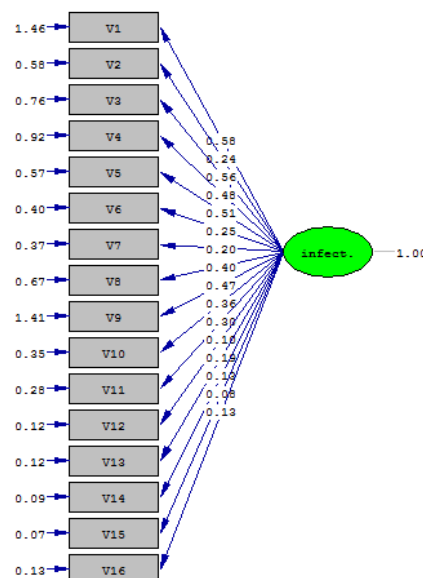 1.46 V1
0.58 V2
0.76 V3
0.92 V4
0.57 V5
0.40 V6
0.37 V7
0.67 V8
1.41 V9
0.35 V10
0.28 V11
0.12 V12
0.12 V13
0.09 V14
0.07 V15
0.13 V16
0.58
0.24
0.56
0.48
0.51
0.25
0.20
0.40
0.47
0.36
0.30
0.10
0.19
0.13
0.08
0.13
infect.
1.00